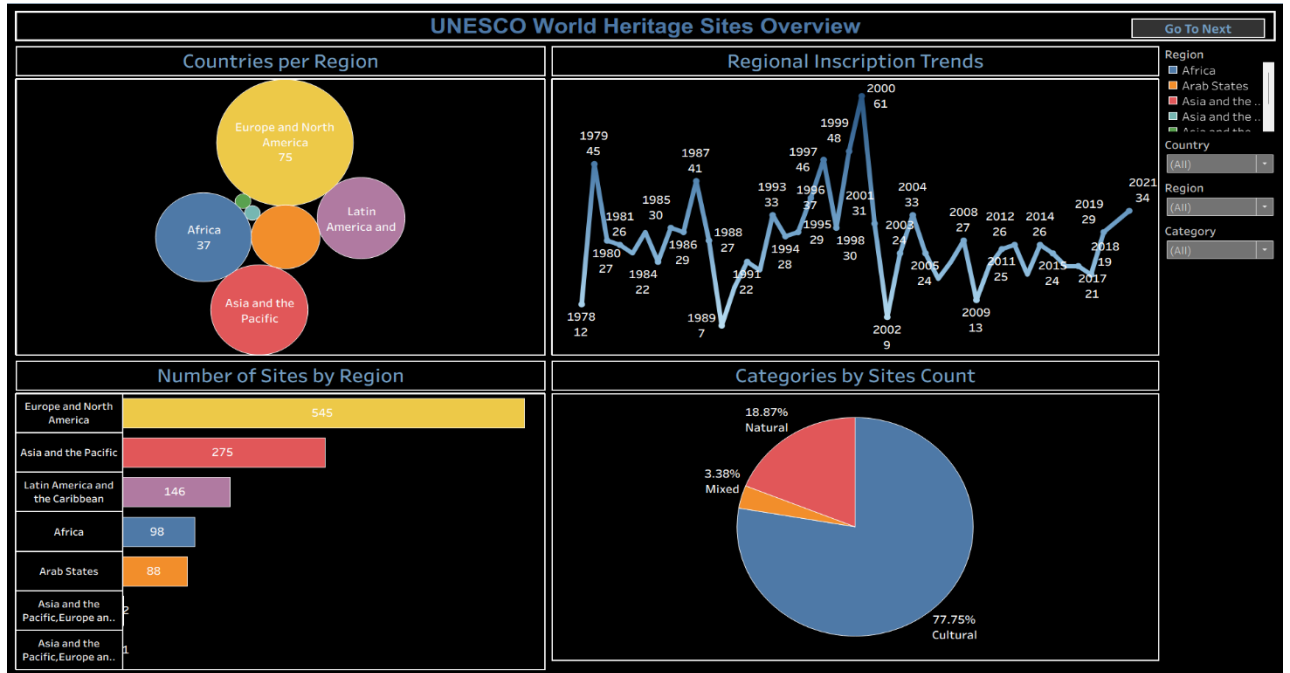 UNESCO World Heritage Sites Overview
Go To Next
Countries per Region
Europe and North
America
75
Latin
America and
Africa
37
Asia and the
Pacific
Regional Inscription Trends
2000
61
1999
48
1979
45
1997
46
1987
41
2021
34
1993
33
1996
37
2001
31
2004
33
1985
30
2019
29
1981
26
2008
27
2012
26
2014
26
1980
27
1986
29
1988
27
1995
29
1994
28
1998
30
2003
24
2018
19
1984
22
1991
22
2005
24
2011
25
2015
24
2017
21
1978
12
1989
7
2002
9
2009
13
Region
Africa
Arab States
Asia and the ..
Asia and the ..
Asia and the
Country
(All)
Region
(All)
Category
(All)
Number of Sites by Region
Europe and North
America
545
Asia and the Pacific
275
Latin America and
the Caribbean
146
Africa
98
Arab States
88
Asia and the
Pacific,Europe an..
2
Asia and the
Pacific,Europe an..
1
Categories by Sites Count
18.87%
Natural
3.38%
Mixed
77.75%
Cultural